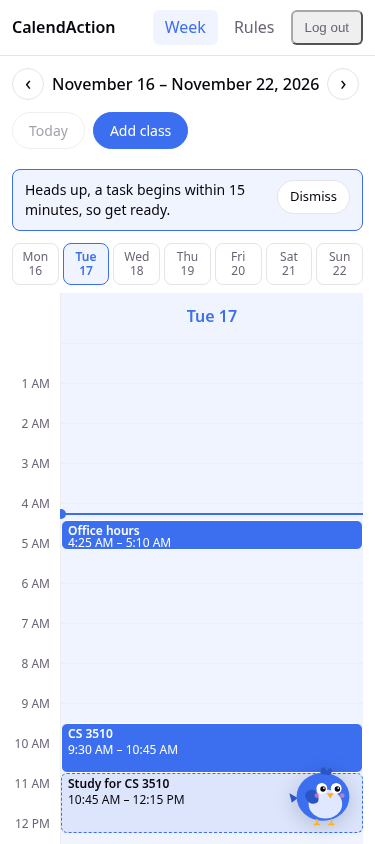 CalendAction
Week
Rules
Log out
‹
November 16 – November 22, 2026
›
Today
Add class
Heads up, a task begins within 15
minutes, so get ready.
Dismiss
Mon
16
Tue
17
Wed
18
Thu
19
Fri
20
Sat
21
Sun
22
Tue 17
1 AM
2 AM
3 AM
4 AM
Office hours
4:25 AM – 5:10 AM
5 AM
6 AM
7 AM
8 AM
9 AM
CS 3510
9:30 AM – 10:45 AM
10 AM
11 AM
Study for CS 3510
10:45 AM – 12:15 PM
12 PM